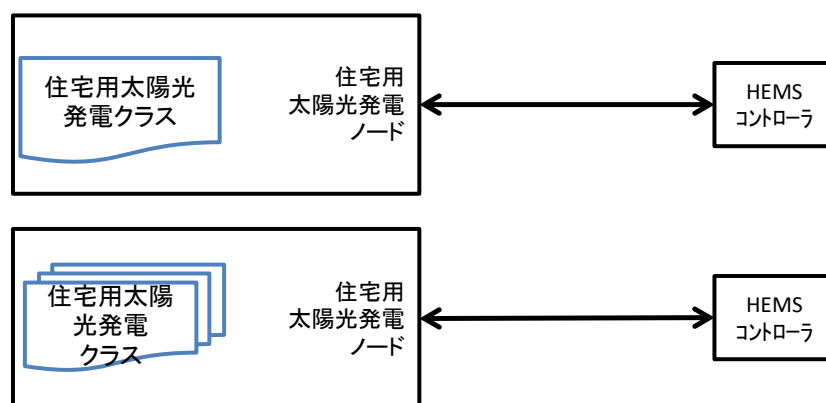 住宅用太陽光
発電クラス
住宅用
太陽光発電
ノード
HEMS
コントローラ
住宅用太陽
光発電
クラス
住宅用
太陽光発電
ノード
HEMS
コントローラ